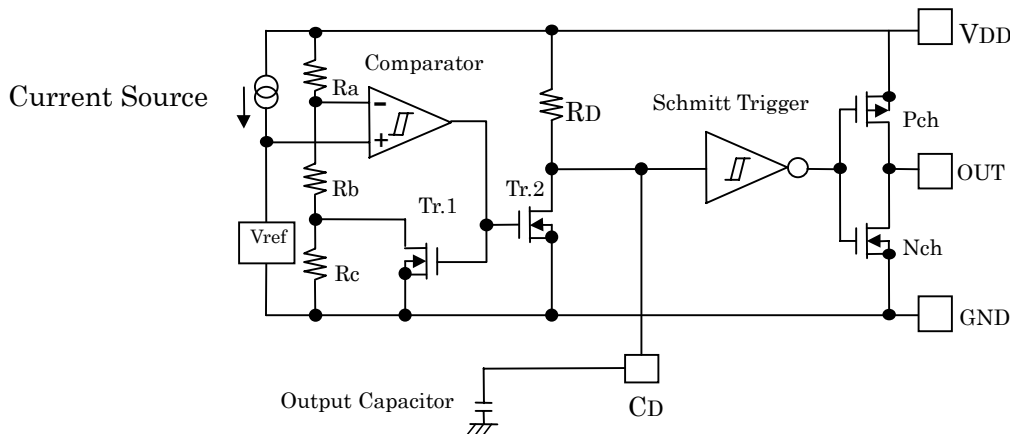 VDD
Comparator
Ra
Current Source
RD
Schmitt Trigger
Pch
-
+
OUT
Rb
Tr.1
Tr.2
Vref
Nch
Rc
GND
Output Capacitor
CD